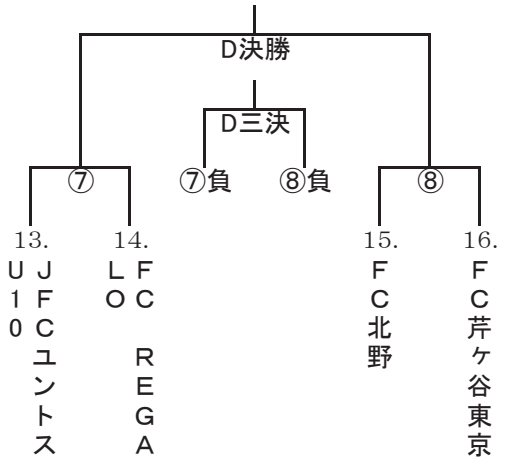 D決勝
D三決
⑦
⑦負
⑧負
⑧
13.
14.
15.
16.
JFCユントス
U10
FC REGA
LO
FC北野
FC芹ヶ谷東京